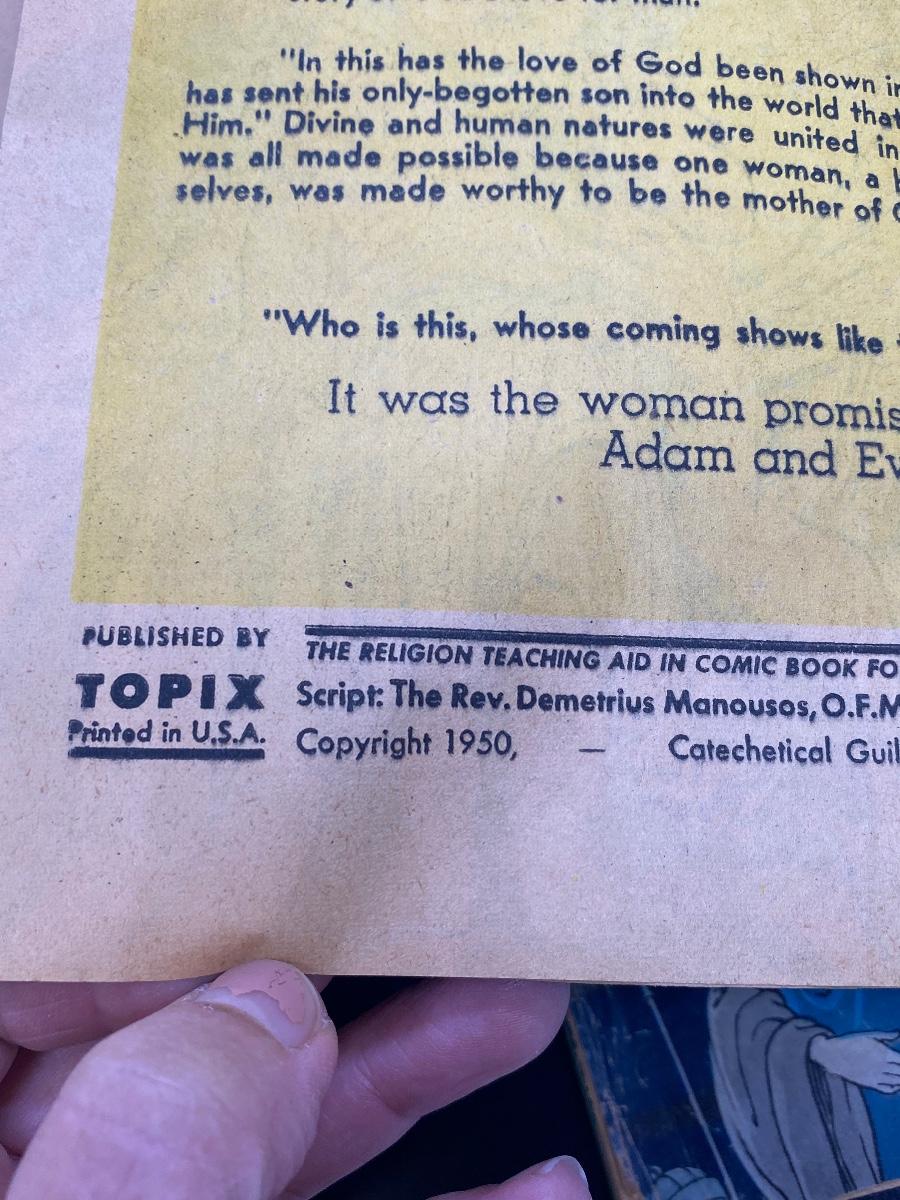 "In this has the love of God been shown in
has sent his only-begotten son into the world that
Him." Divine and human natures were united in
was all made possible because one woman, a
selves, was made worthy to be the mother of
"Who is this, whose coming shows like
It was the woman promis
Adam and Ev
PUBLISHED BY
TOPIX
Printed in U.S.A.
THE RELIGION TEACHING AID IN COMIC BOOK FO
Script: The Rev. Demetrius Manousos, O.F.M
Copyright 1950, — Catechetical Guil